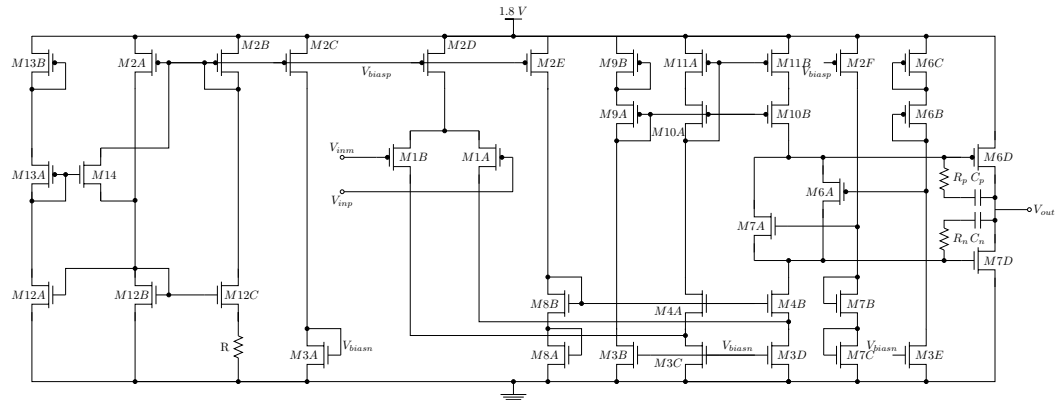 1.8 V
M13B
M2A
M2B
M2C
V_biasp
M2D
M2E
M9B
M11A
M11B
V_biasp
M2F
M6C
M9A
M10A
M10B
M6B
M13A
M14
V_inm
M1B
M1A
V_inp
M6A
M6D
R_p C_p
V_out
M7A
R_n C_n
M7D
M12A
M12B
M12C
M8B
M4A
M4B
M7B
R
M3A
V_biasn
M8A
M3B
M3C
V_biasn
M3D
M7C
V_biasn
M3E